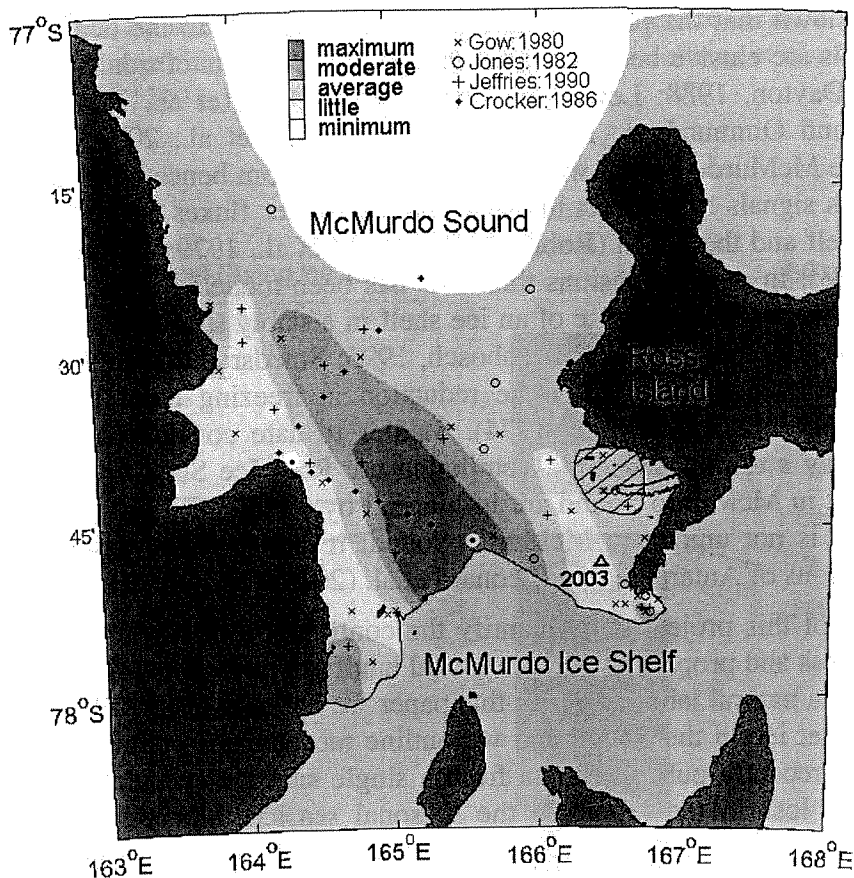 77°S
maximum
moderate
average
little
minimum
× Gow:1980
○ Jones:1982
+ Jeffries:1990
♦ Crocker:1986
15'
McMurdo Sound
30'
Ross
Island
45'
2003
McMurdo Ice Shelf
78°S
163°E 164°E 165°E 166°E 167°E 168°E